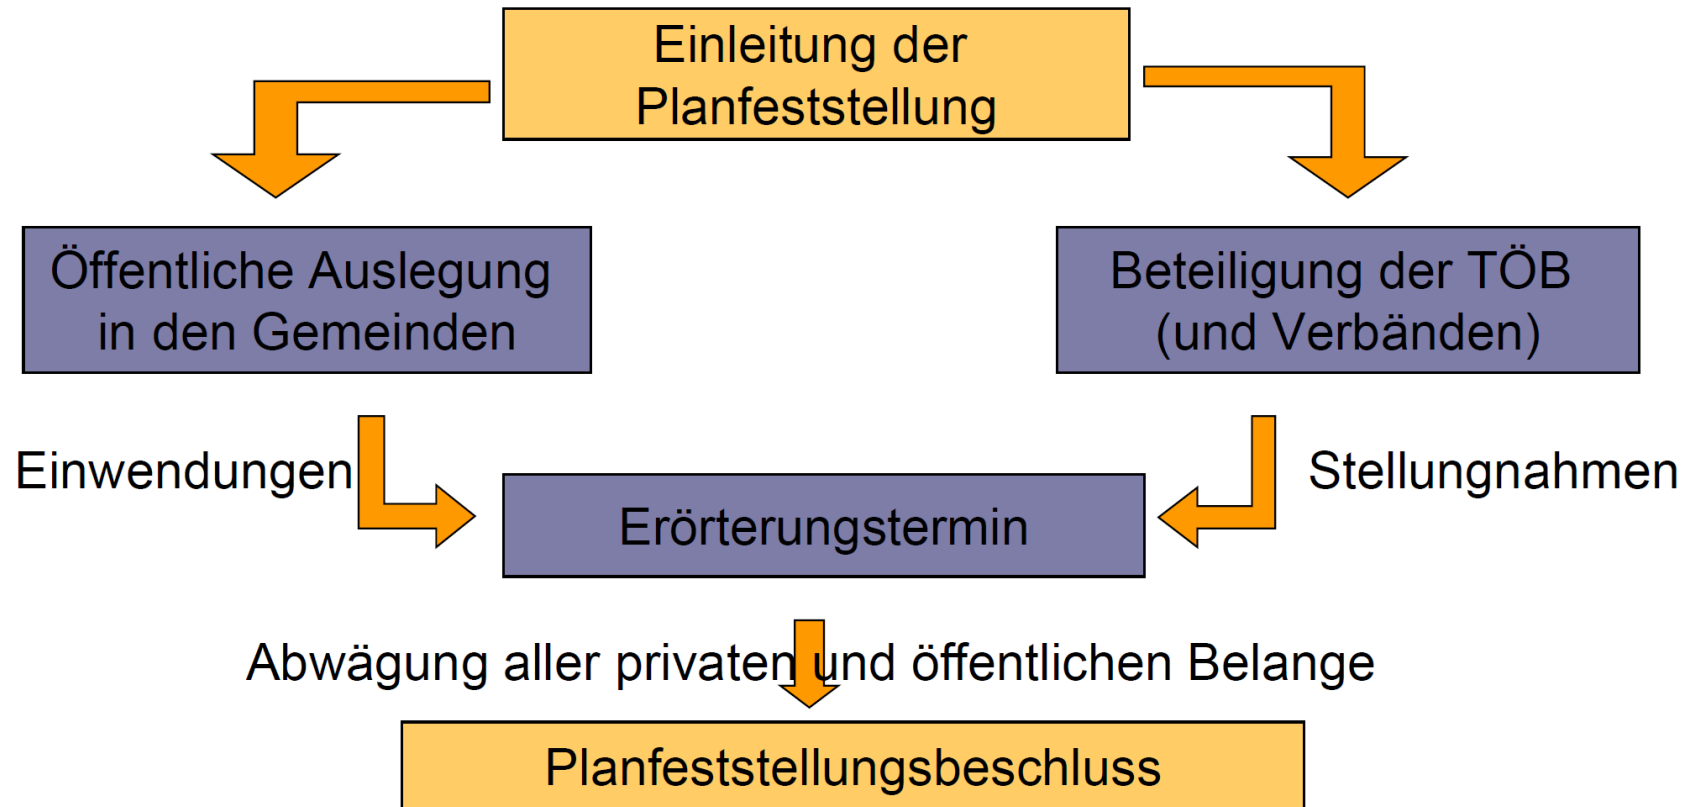 Einleitung der
Planfeststellung
Öffentliche Auslegung
in den Gemeinden
Beteiligung der TÖB
(und Verbänden)
Einwendungen
Stellungnahmen
Erörterungstermin
Abwägung aller privaten und öffentlichen Belange
Planfeststellungsbeschluss